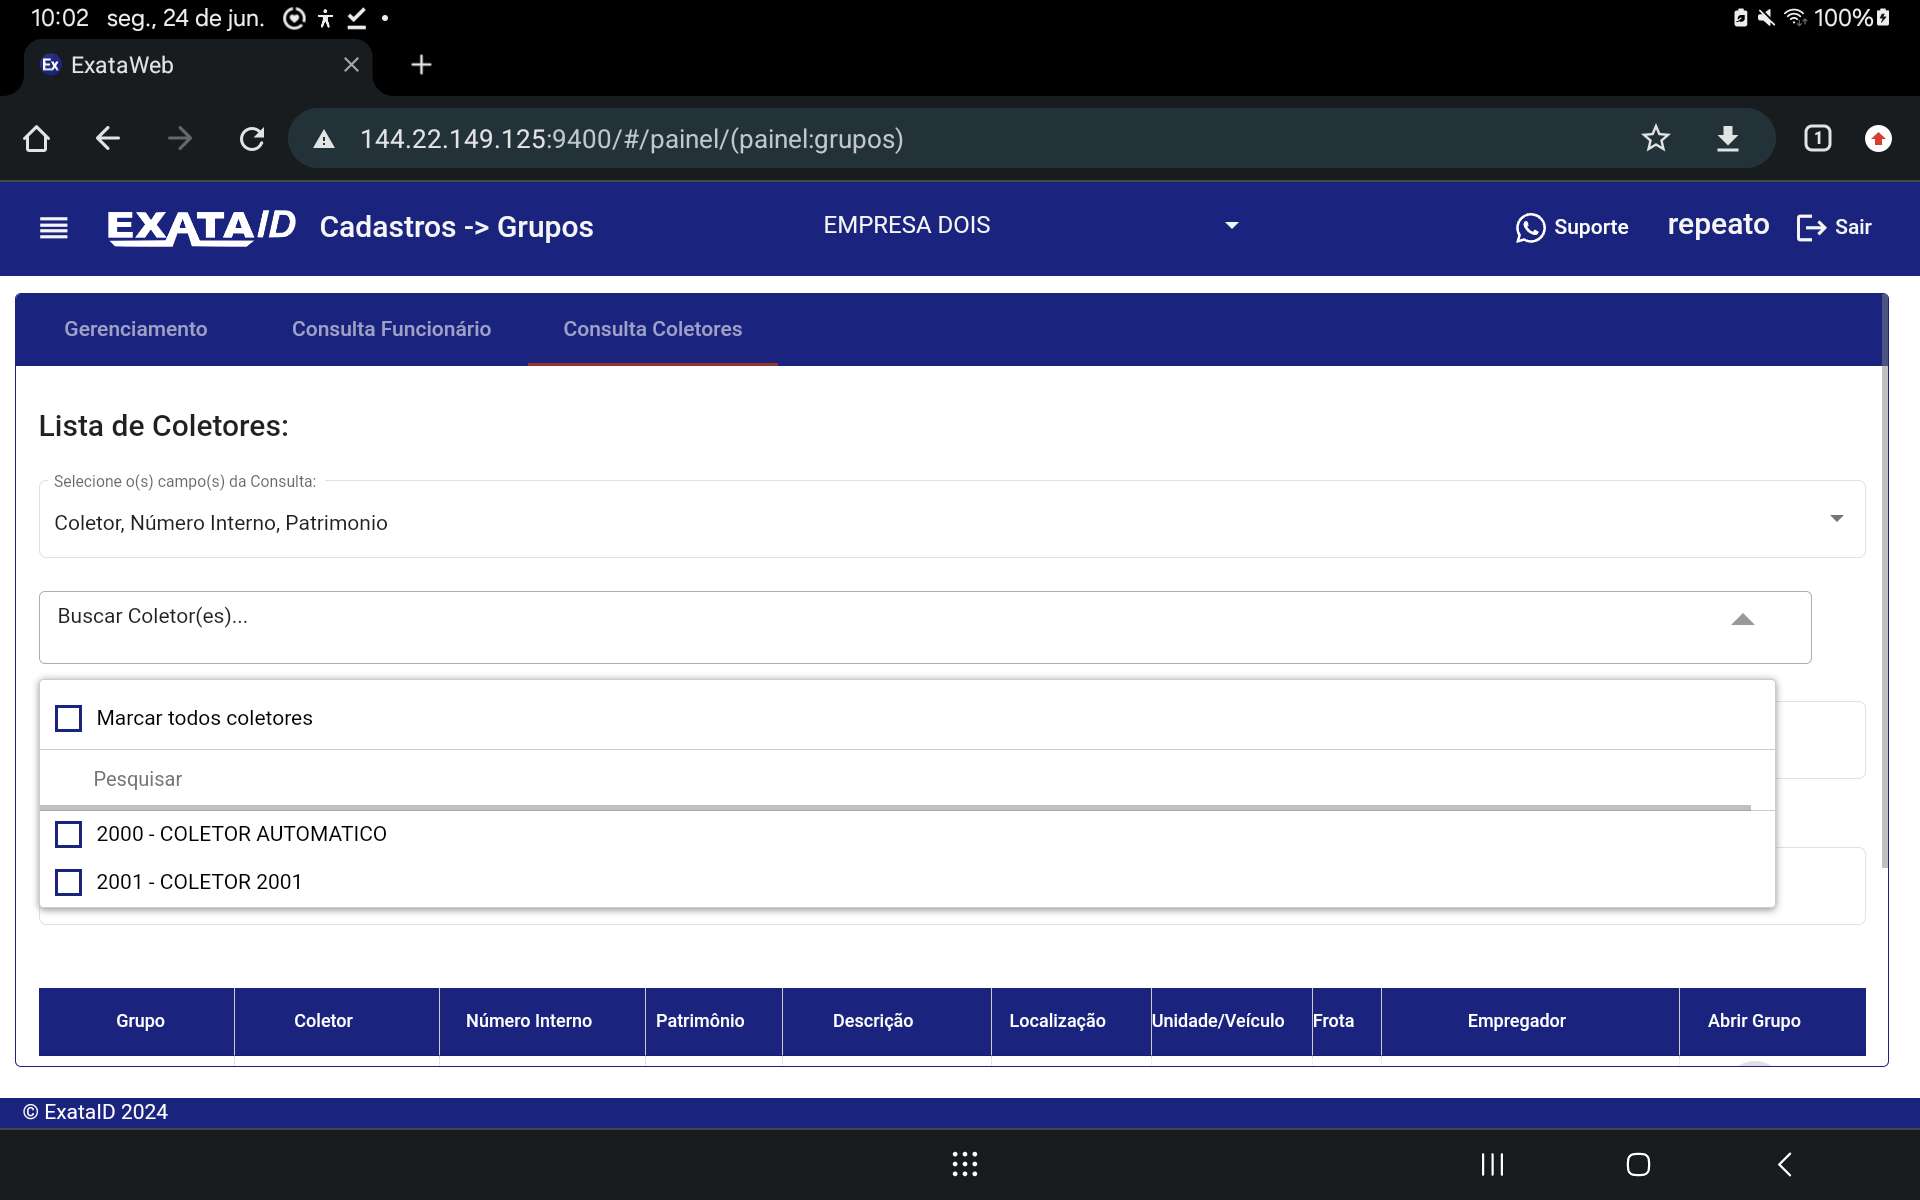 10:02 seg., 24 de jun. 100%
Ex ExataWeb
144.22.149.125:9400/#/painel/(painel:grupos) 1
EXATAID Cadastros -> Grupos EMPRESA DOIS Suporte repeato Sair
Gerenciamento Consulta Funcionário Consulta Coletores
Lista de Coletores:
Selecione o(s) campo(s) da Consulta:
Coletor, Número Interno, Patrimonio
Buscar Coletor(es)...
Marcar todos coletores
Pesquisar
2000 - COLETOR AUTOMATICO
2001 - COLETOR 2001
Grupo Coletor Número Interno Patrimônio Descrição Localização Unidade/Veículo Frota Empregador Abrir Grupo
© ExataID 2024